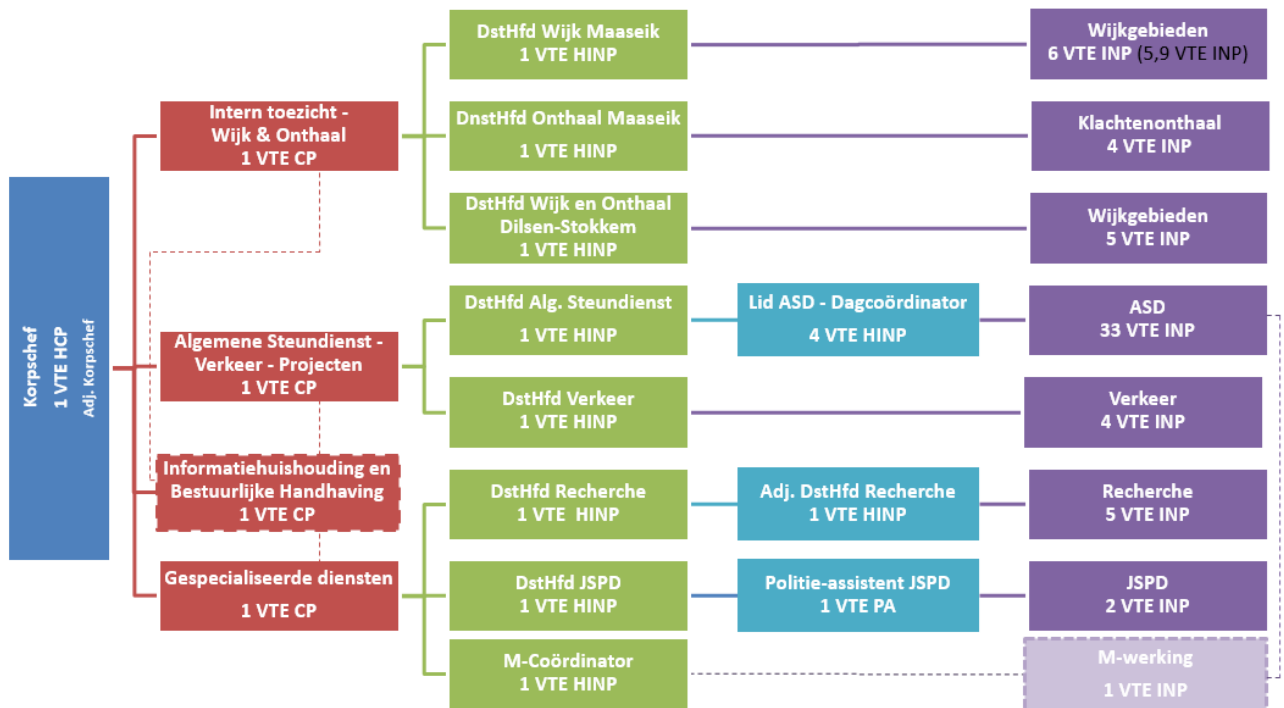 Korpschef
1 VTE HCP
Adj. Korpschef
Intern toezicht -
Wijk & Onthaal
1 VTE CP
Algemene Steundienst -
Verkeer - Projecten
1 VTE CP
Informatiehuishouding en
Bestuurlijke Handhaving
1 VTE CP
Gespecialiseerde diensten
1 VTE CP
DstHfd Wijk Maaseik
1 VTE HINP
DnstHfd Onthaal Maaseik
1 VTE HINP
DstHfd Wijk en Onthaal
Dilsen-Stokkem
1 VTE HINP
DstHfd Alg. Steundienst
1 VTE HINP
DstHfd Verkeer
1 VTE HINP
DstHfd Recherche
1 VTE HINP
DstHfd JSPD
1 VTE HINP
M-Coördinator
1 VTE HINP
Lid ASD - Dagcoördinator
4 VTE HINP
Adj. DstHfd Recherche
1 VTE HINP
Politie-assistent JSPD
1 VTE PA
Wijkgebieden
6 VTE INP (5,9 VTE INP)
Klachtenonthaal
4 VTE INP
Wijkgebieden
5 VTE INP
ASD
33 VTE INP
Verkeer
4 VTE INP
Recherche
5 VTE INP
JSPD
2 VTE INP
M-werking
1 VTE INP